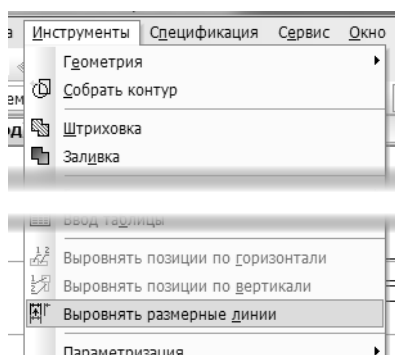 а Инструменты Спецификация Сервис Окно
Геометрия
ем Собрать контур
Штриховка
Заливка
Ввод таблицы
Выровнять позиции по горизонтали
Выровнять позиции по вертикали
Выровнять размерные линии
Параметризация